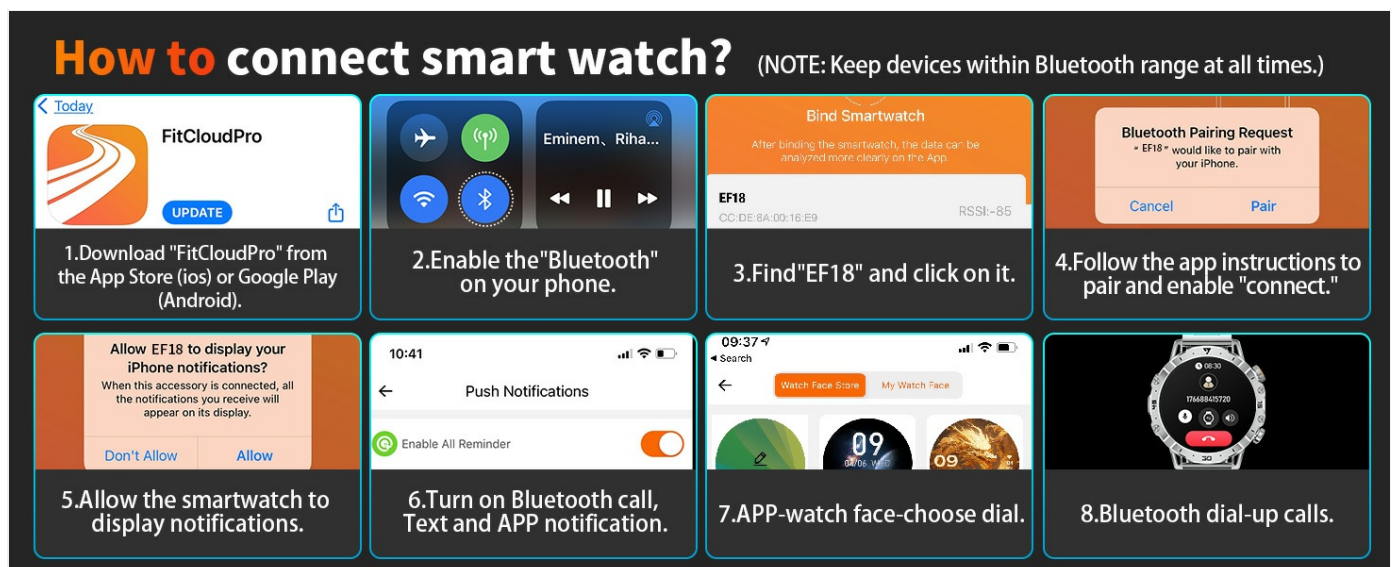 How to connect smart watch? (NOTE: Keep devices within Bluetooth range at all times.)
Today
FitCloudPro
UPDATE
1.Download "FitCloudPro" from
the App Store (ios) or Google Play
(Android).
Eminem、Riha...
2.Enable the"Bluetooth"
on your phone.
Bind Smartwatch
After binding the smartwatch, the data can be
analyzed more clearly on the App.
EF18
CC:DE:6A:00:16:E9
RSSI:-85
3.Find"EF18" and click on it.
Bluetooth Pairing Request
" EF18 " would like to pair with
your iPhone.
Cancel Pair
4.Follow the app instructions to
pair and enable "connect."
Allow EF18 to display your
iPhone notifications?
When this accessory is connected, all
the notifications you receive will
appear on its display.
Don't Allow Allow
5.Allow the smartwatch to
display notifications.
10:41
Push Notifications
Enable All Reminder
6.Turn on Bluetooth call,
Text and APP notification.
09:37
Search
Watch Face Store My Watch Face
09
04/06 WED
09
7.APP-watch face-choose dial.
08:30
176688415720
30
8.Bluetooth dial-up calls.